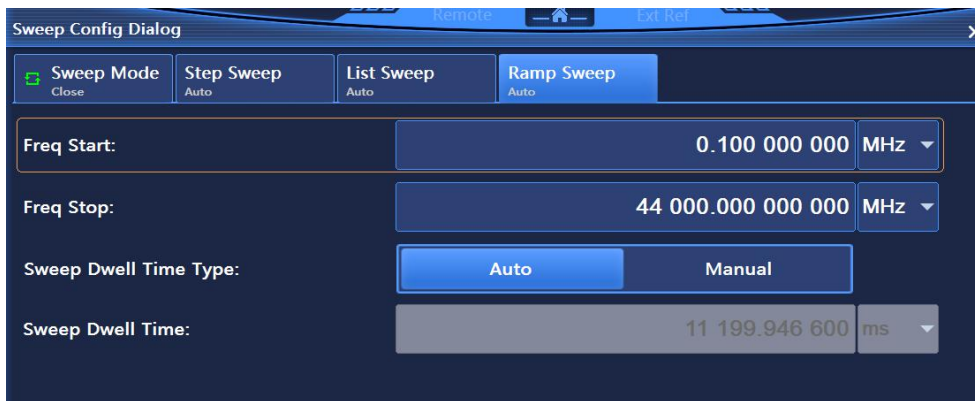 Remote Ext Ref
Sweep Config Dialog
Sweep Mode Step Sweep List Sweep Ramp Sweep
Close Auto Auto Auto
Freq Start: 0.100 000 000 MHz
Freq Stop: 44 000.000 000 000 MHz
Sweep Dwell Time Type: Auto Manual
Sweep Dwell Time: 11 199.946 600 ms